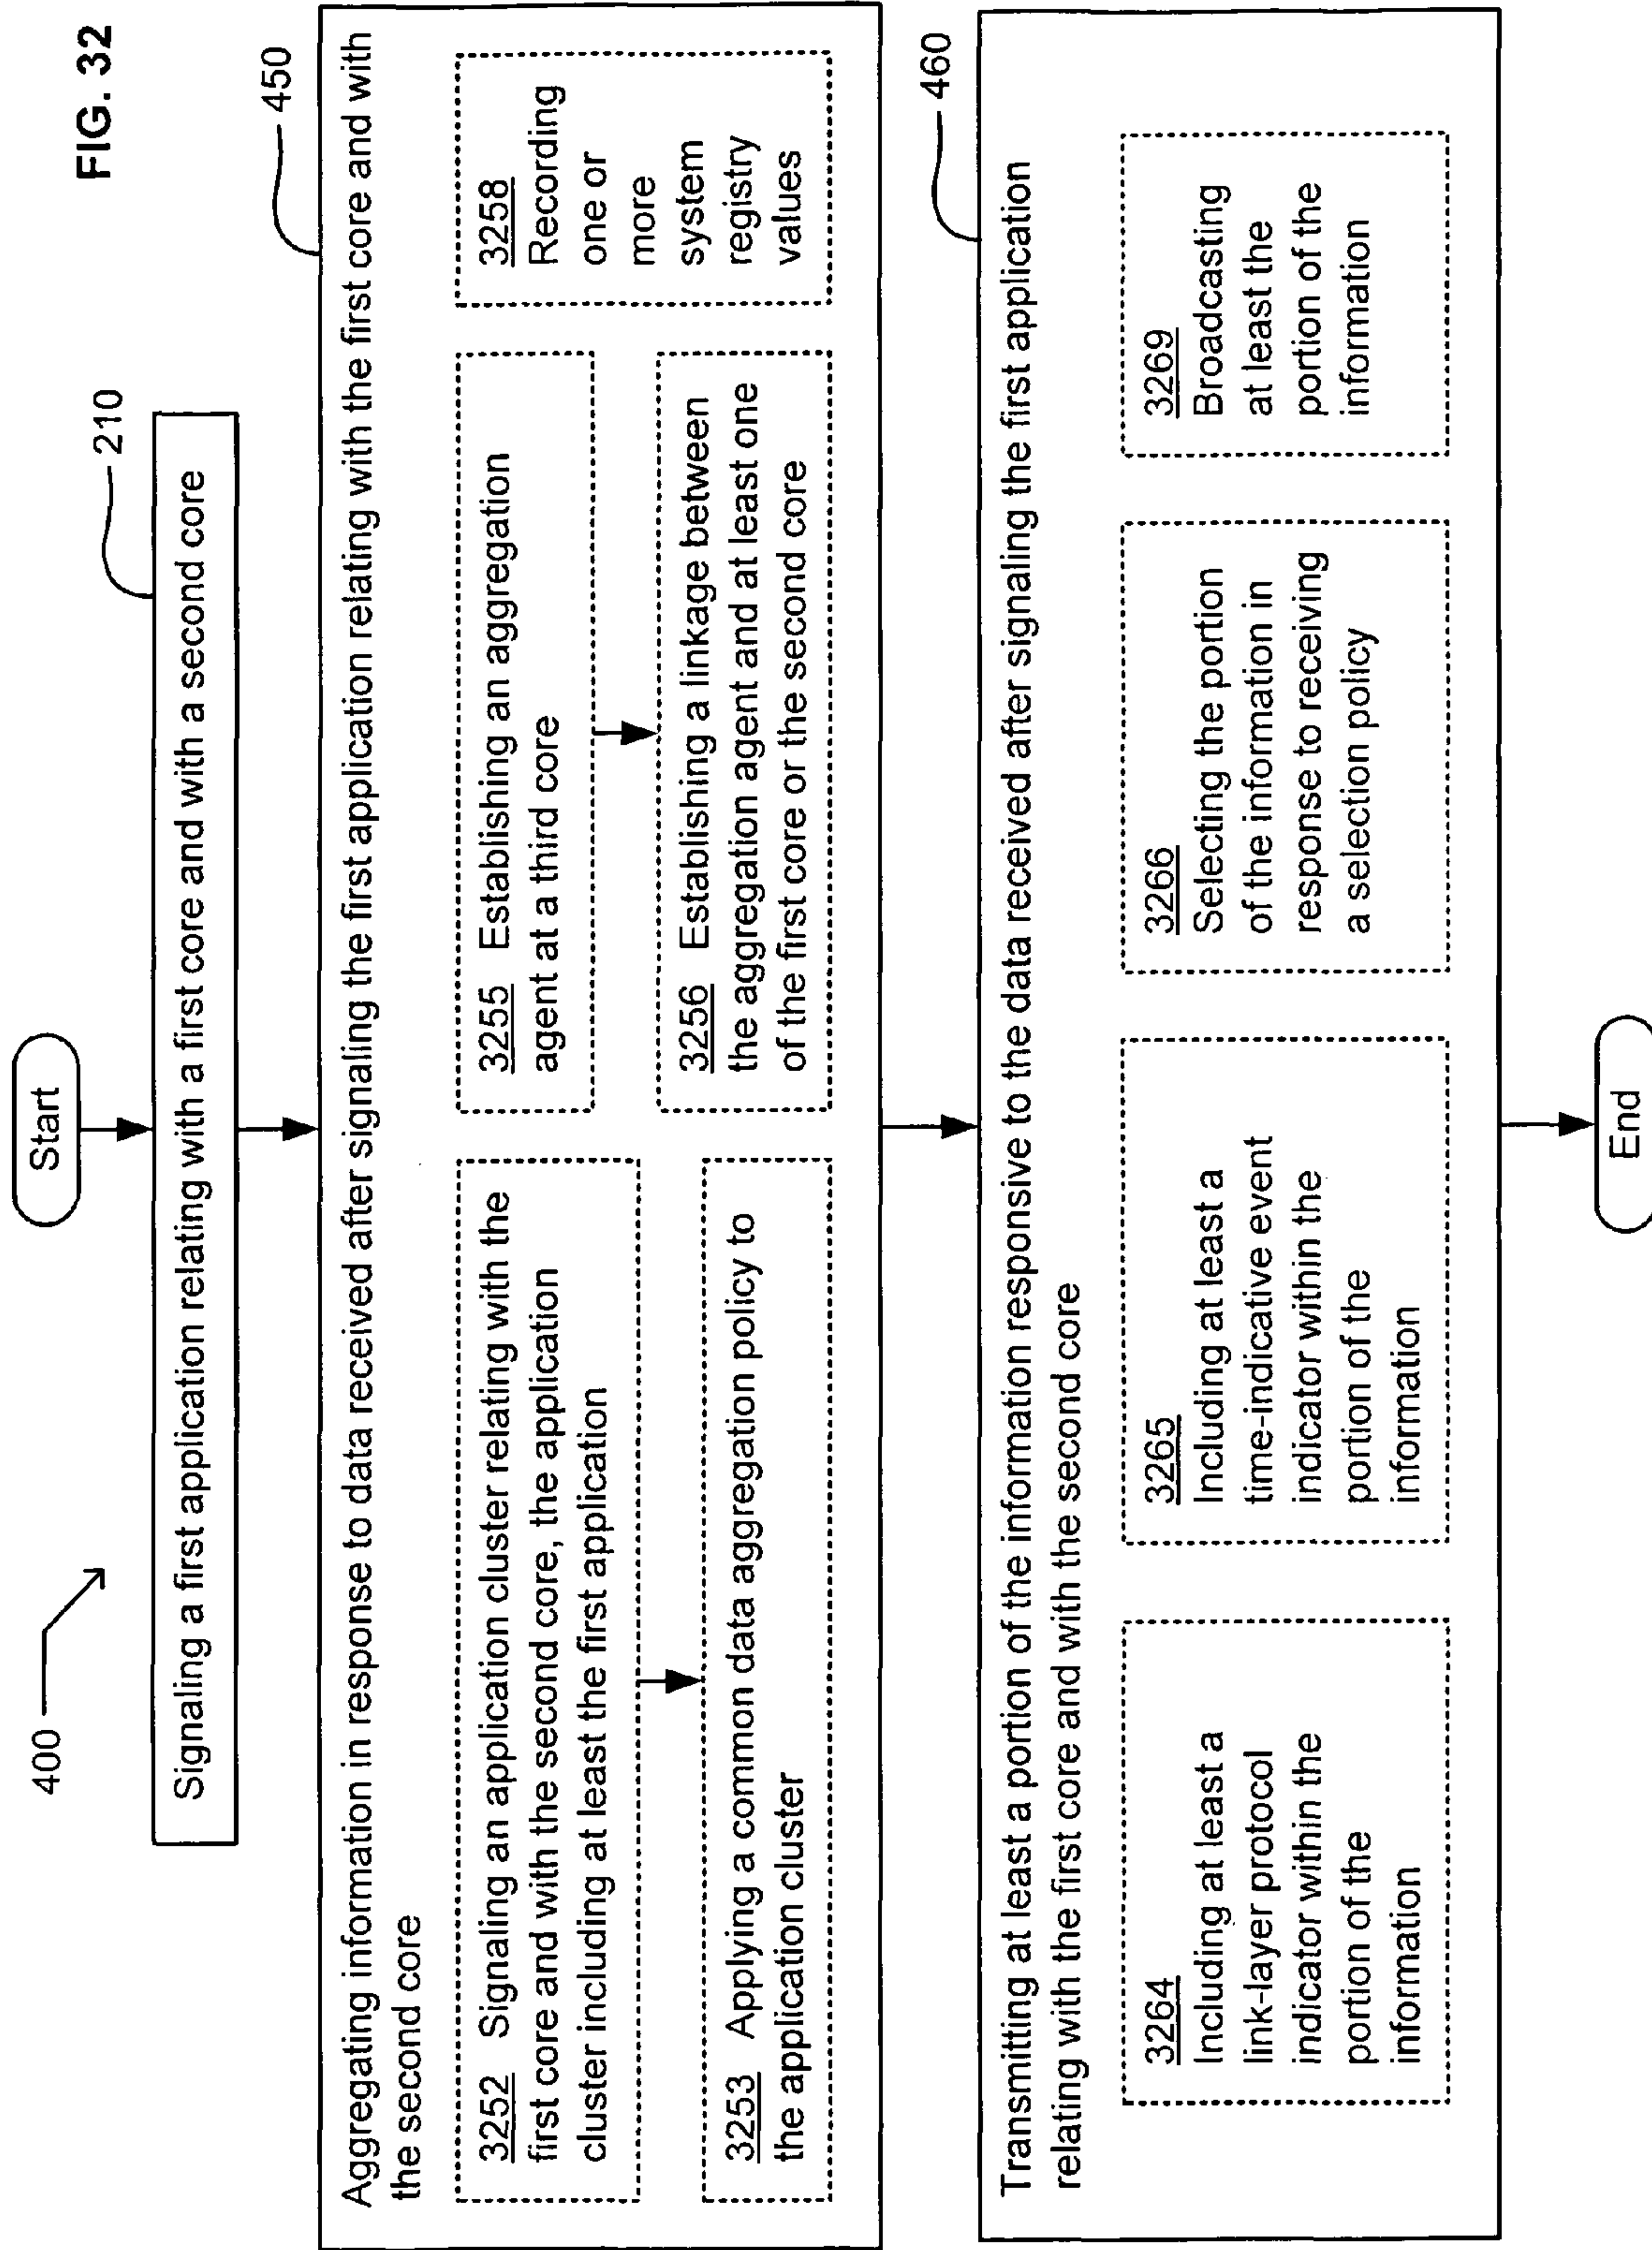 FIG. 32
400
Start
210
Signaling a first application relating with a first core and with a second core
450
Aggregating information in response to data received after signaling the first application relating with the first core and with
the second core
3252 Signaling an application cluster relating with the
first core and with the second core, the application
cluster including at least the first application
3253 Applying a common data aggregation policy to
the application cluster
3255 Establishing an aggregation
agent at a third core
3256 Establishing a linkage between
the aggregation agent and at least one
of the first core or the second core
3258
Recording
one or
more
system
registry
values
460
Transmitting at least a portion of the information responsive to the data received after signaling the first application
relating with the first core and with the second core
3264
Including at least a
link-layer protocol
indicator within the
portion of the
information
3265
Including at least a
time-indicative event
indicator within the
portion of the
information
3266
Selecting the portion
of the information in
response to receiving
a selection policy
3269
Broadcasting
at least the
portion of the
information
End